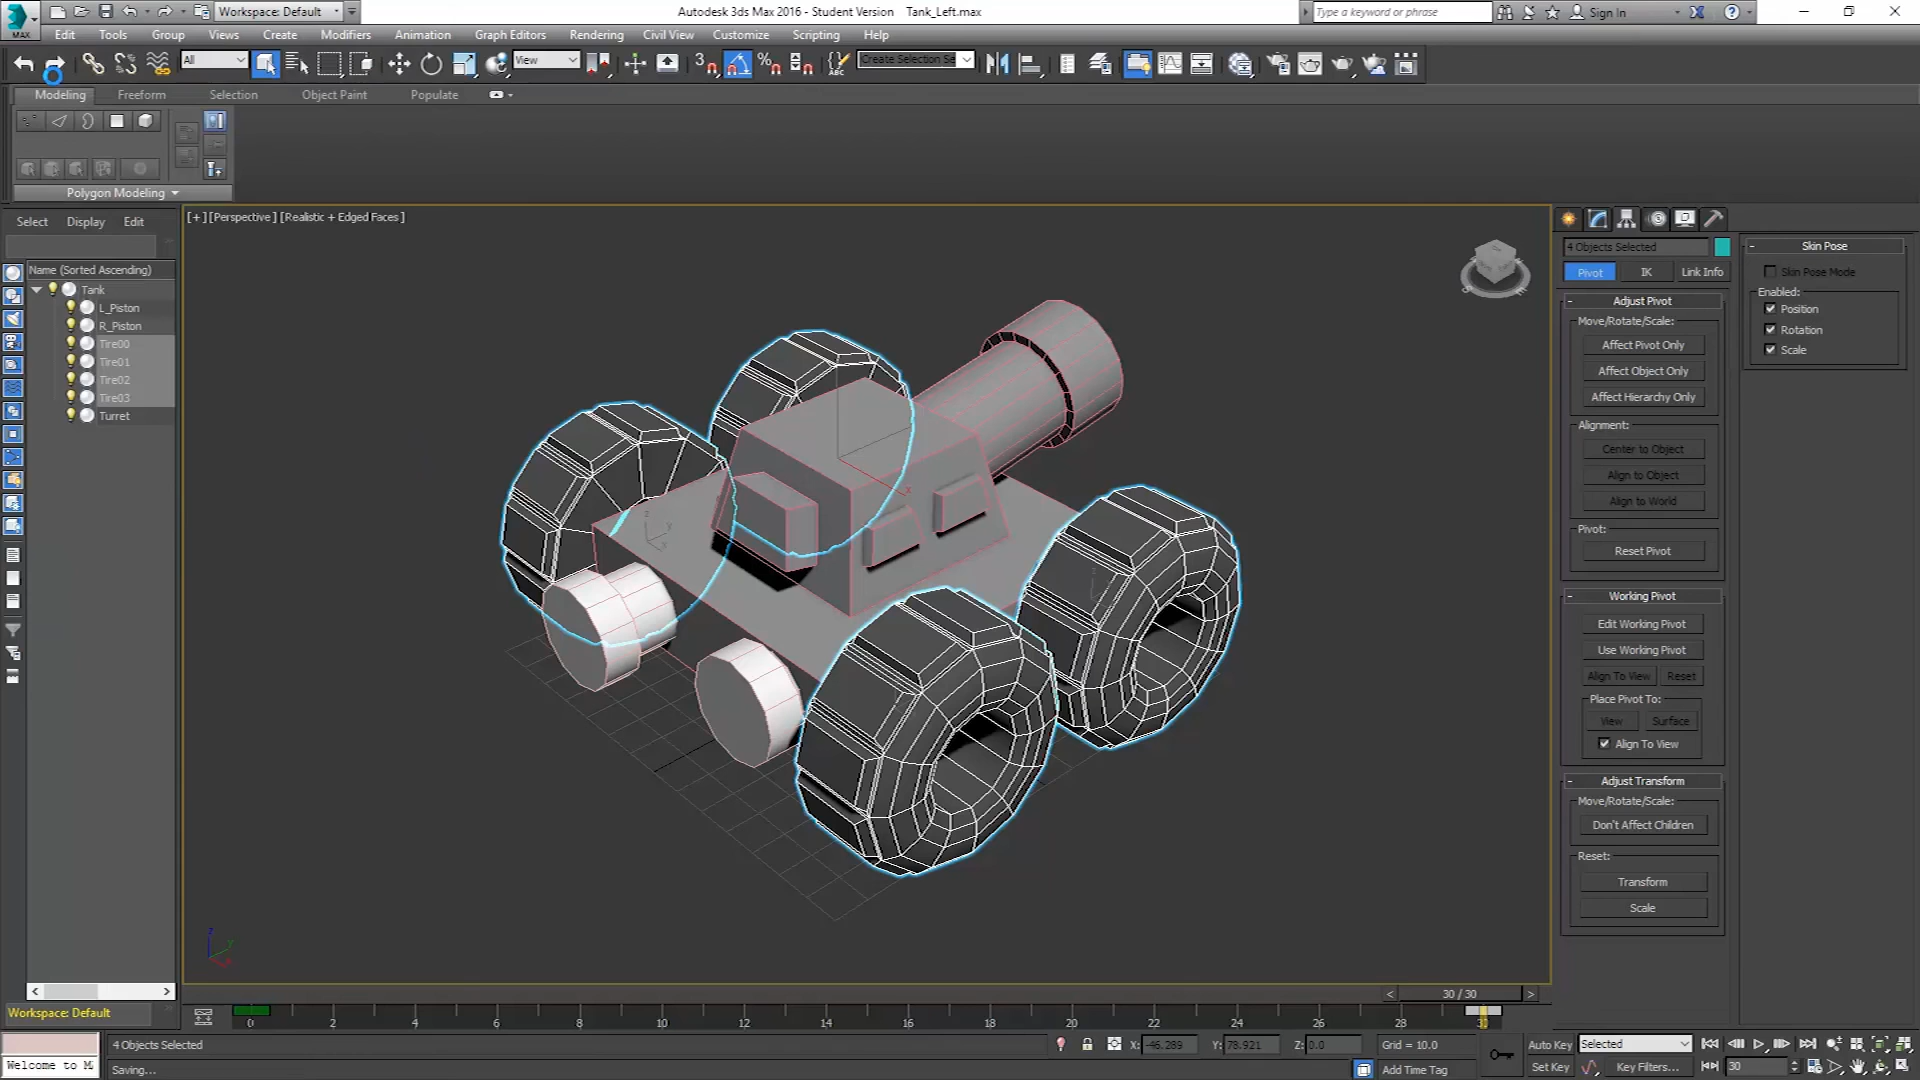 Workspace: Default
Autodesk 3ds Max 2016 - Student Version Tank_Left.max
Type a keyword or phrase
Sign In
MAX Edit Tools Group Views Create Modifiers Animation Graph Editors Rendering Civil View Customize Scripting Help
All View 3 % ABC Create Selection Se
Modeling Freeform Selection Object Paint Populate
Polygon Modeling
Select Display Edit
Name (Sorted Ascending)
Tank
L_Piston
R_Piston
Tire00
Tire01
Tire02
Tire03
Turret
[+] [Perspective] [Realistic + Edged Faces]
4 Objects Selected
Pivot IK Link Info
- Adjust Pivot
Move/Rotate/Scale:
Affect Pivot Only
Affect Object Only
Affect Hierarchy Only
Alignment:
Center to Object
Align to Object
Align to World
Pivot:
Reset Pivot
- Working Pivot
Edit Working Pivot
Use Working Pivot
Align To View Reset
Place Pivot To:
View Surface
Align To View
- Adjust Transform
Move/Rotate/Scale:
Don't Affect Children
Reset:
Transform
Scale
- Skin Pose
Skin Pose Mode
Enabled:
Position
Rotation
Scale
z y x
< 30 / 30 >
Workspace: Default
0 2 4 6 8 10 12 14 16 18 20 22 24 26 28 30
4 Objects Selected
X: -46.289 Y: 78.921 Z: 0.0 Grid = 10.0
Auto Key Selected
Welcome to M
Saving...
Add Time Tag
Set Key Key Filters... 30